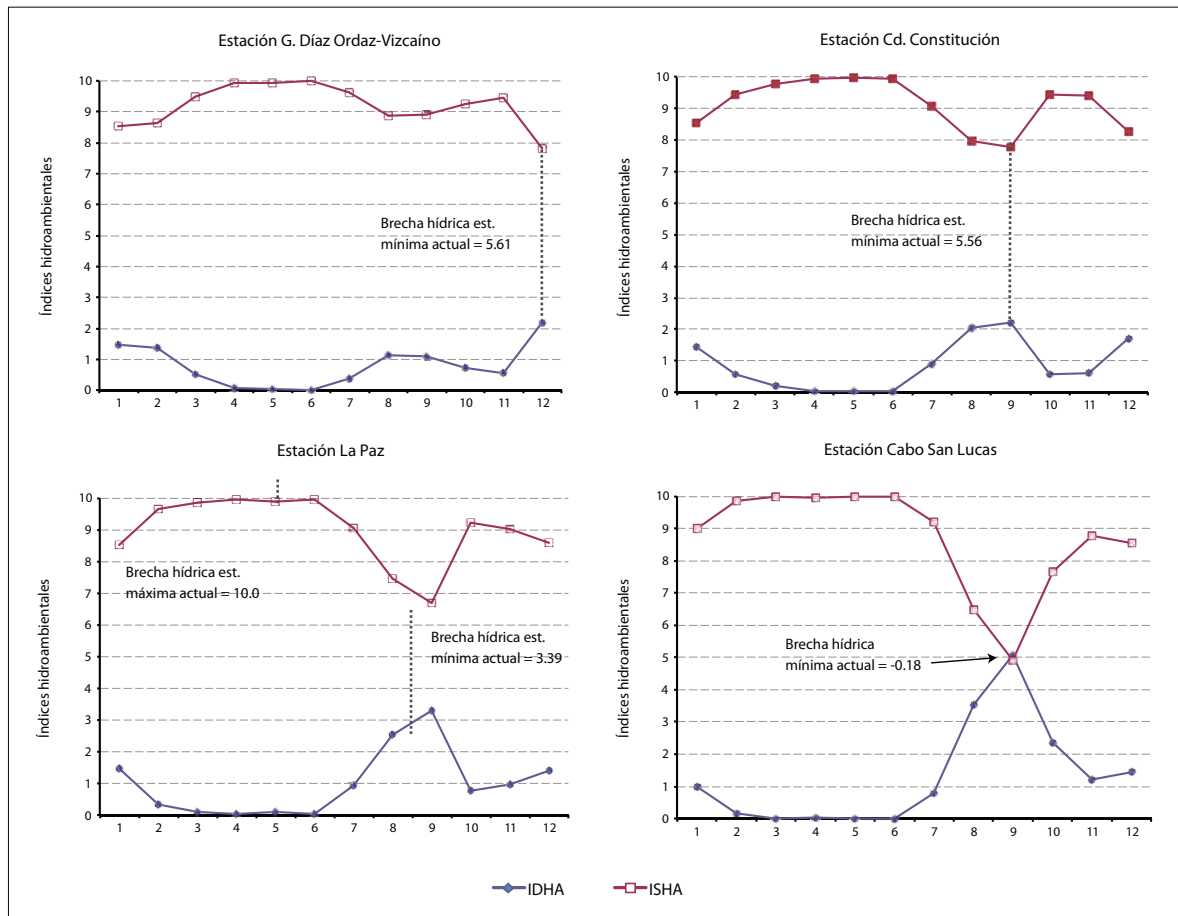 Estación G. Díaz Ordaz-Vizcaíno
Índices hidroambientales
10
9
8
7
6
5
4
3
2
1
0
Brecha hídrica est.
mínima actual = 5.61
1 2 3 4 5 6 7 8 9 10 11 12
Estación Cd. Constitución
Índices hidroambientales
10
9
8
7
6
5
4
3
2
1
0
Brecha hídrica est.
mínima actual = 5.56
1 2 3 4 5 6 7 8 9 10 11 12
Estación La Paz
Índices hidroambientales
10
9
8
7
6
5
4
3
2
1
0
Brecha hídrica est.
máxima actual = 10.0
Brecha hídrica est.
mínima actual = 3.39
1 2 3 4 5 6 7 8 9 10 11 12
Estación Cabo San Lucas
Índices hidroambientales
10
9
8
7
6
5
4
3
2
1
0
Brecha hídrica
mínima actual = -0.18
1 2 3 4 5 6 7 8 9 10 11 12
IDHA ISHA